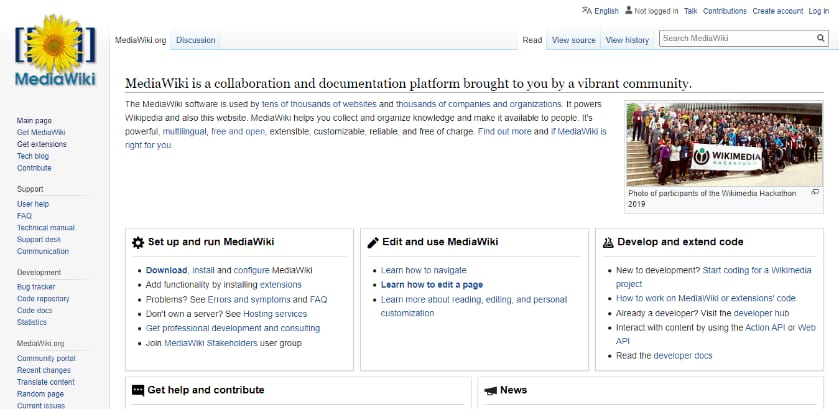 English Not logged in Talk Contributions Create account Log in
MediaWiki
MediaWiki.org Discussion Read View source View history Search MediaWiki
MediaWiki is a collaboration and documentation platform brought to you by a vibrant community.
The MediaWiki software is used by tens of thousands of websites and thousands of companies and organizations. It powers
Wikipedia and also this website. MediaWiki helps you collect and organize knowledge and make it available to people. It's
powerful, multilingual, free and open, extensible, customizable, reliable, and free of charge. Find out more and if MediaWiki is
right for you.
WIKIMEDIA
HACKATHON
Photo of participants of the Wikimedia Hackathon
2019
Main page
Get MediaWiki
Get extensions
Tech blog
Contribute
Support
User help
FAQ
Technical manual
Support desk
Communication
Development
Bug tracker
Code repository
Code docs
Statistics
MediaWiki.org
Community portal
Recent changes
Translate content
Random page
Current issues
Set up and run MediaWiki
Download, install and configure MediaWiki
Add functionality by installing extensions
Problems? See Errors and symptoms and FAQ
Don't own a server? See Hosting services
Get professional development and consulting
Join MediaWiki Stakeholders user group
Edit and use MediaWiki
Learn how to navigate
Learn how to edit a page
Learn more about reading, editing, and personal
customization
Develop and extend code
New to development? Start coding for a Wikimedia
project
How to work on MediaWiki or extensions' code
Already a developer? Visit the developer hub
Interact with content by using the Action API or Web
API
Read the developer docs
Get help and contribute
News